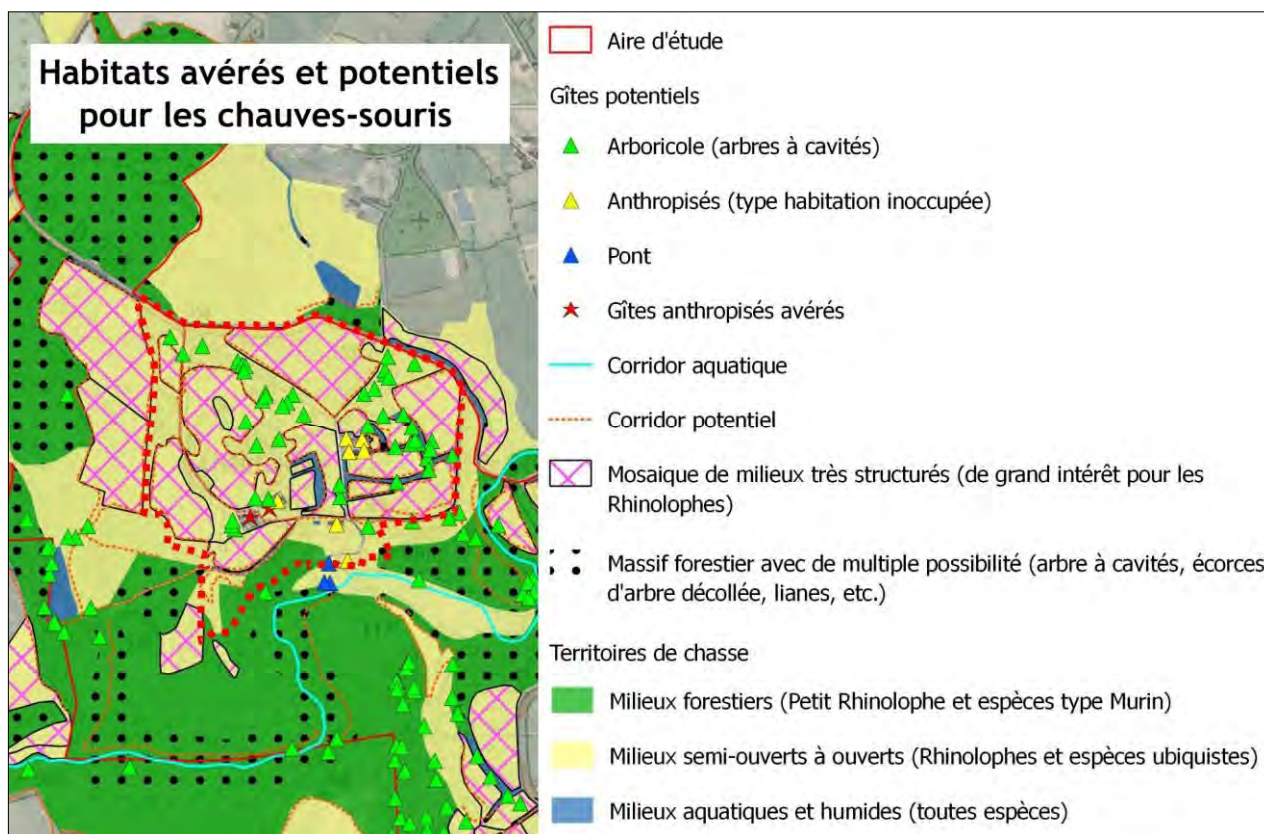 Habitats avérés et potentiels
pour les chauves-souris
Aire d'étude
Gîtes potentiels
Arboricole (arbres à cavités)
Anthropisés (type habitation inoccupée)
Pont
Gîtes anthropisés avérés
Corridor aquatique
Corridor potentiel
Mosaique de milieux très structurés (de grand intérêt pour les
Rhinolophes)
Massif forestier avec de multiple possibilité (arbre à cavités, écorces
d'arbre décollée, lianes, etc.)
Territoires de chasse
Milieux forestiers (Petit Rhinolophe et espèces type Murin)
Milieux semi-ouverts à ouverts (Rhinolophes et espèces ubiquistes)
Milieux aquatiques et humides (toutes espèces)